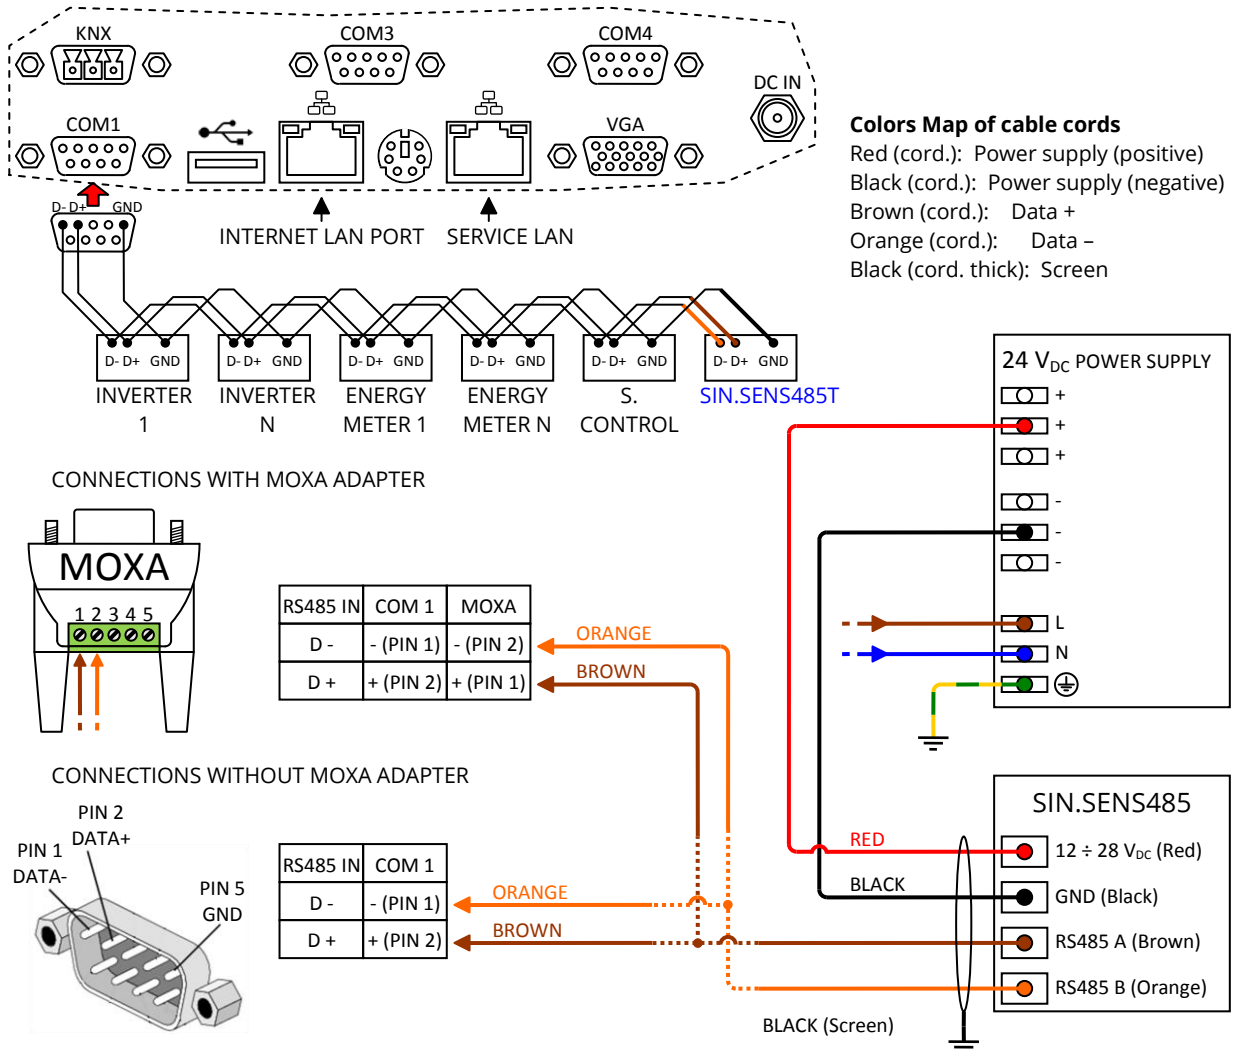 KNX
COM3
COM4
DC IN
COM1
VGA
D- D+ GND
INTERNET LAN PORT
SERVICE LAN
Colors Map of cable cords
Red (cord.): Power supply (positive)
Black (cord.): Power supply (negative)
Brown (cord.): Data +
Orange (cord.): Data –
Black (cord. thick): Screen
D- D+ GND
D- D+ GND
D- D+ GND
D- D+ GND
D- D+ GND
D- D+ GND
INVERTER
1
INVERTER
N
ENERGY
METER 1
ENERGY
METER N
S.
CONTROL
SIN.SENS485T
24 VDC POWER SUPPLY
+
+
+
-
-
-
L
N
CONNECTIONS WITH MOXA ADAPTER
MOXA
1 2 3 4 5
RS485 IN COM 1 MOXA
D - - (PIN 1) - (PIN 2)
D + + (PIN 2) + (PIN 1)
ORANGE
BROWN
CONNECTIONS WITHOUT MOXA ADAPTER
PIN 2
DATA+
PIN 1
DATA-
PIN 5
GND
RS485 IN COM 1
D - - (PIN 1)
D + + (PIN 2)
ORANGE
BROWN
RED
BLACK
SIN.SENS485
12 ÷ 28 VDC (Red)
GND (Black)
RS485 A (Brown)
RS485 B (Orange)
BLACK (Screen)